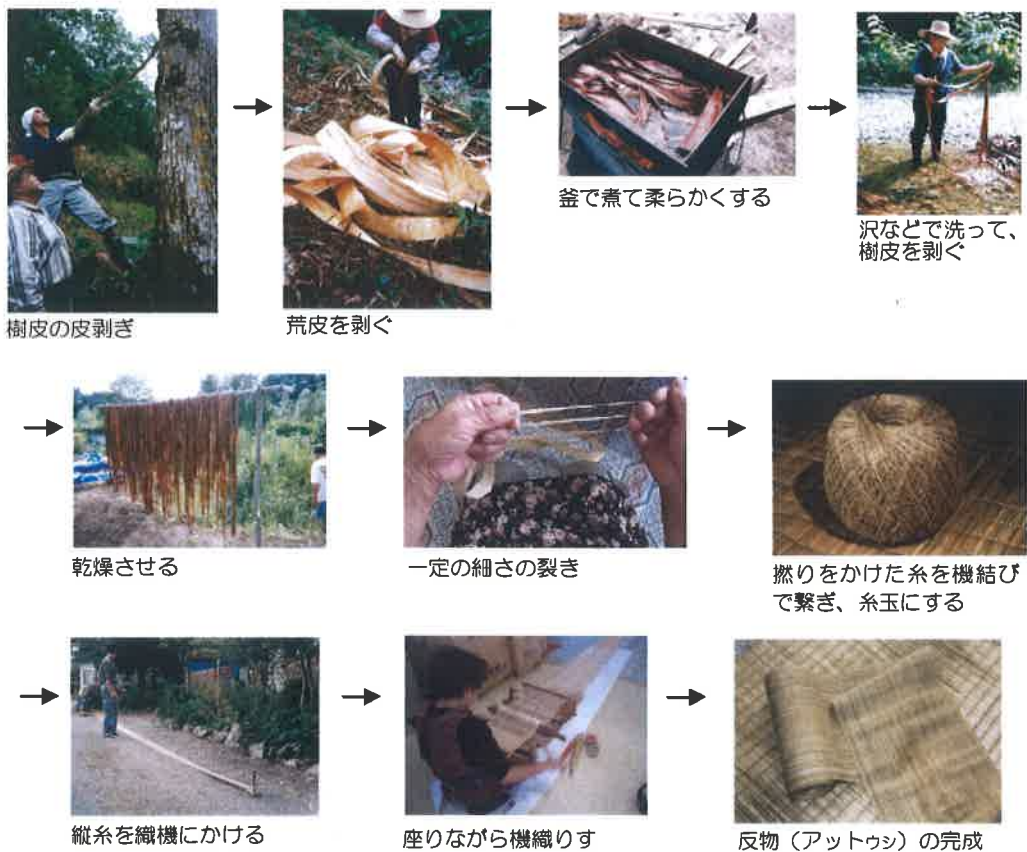 樹皮の皮剥ぎ
荒皮を剥ぐ
釜で煮て柔らかくする
沢などで洗って、
樹皮を剥ぐ
乾燥させる
一定の細さの裂き
撚りをかけた糸を機結び
で繋ぎ、糸玉にする
縦糸を織機にかける
座りながら機織りす
反物（アットゥㇱ）の完成